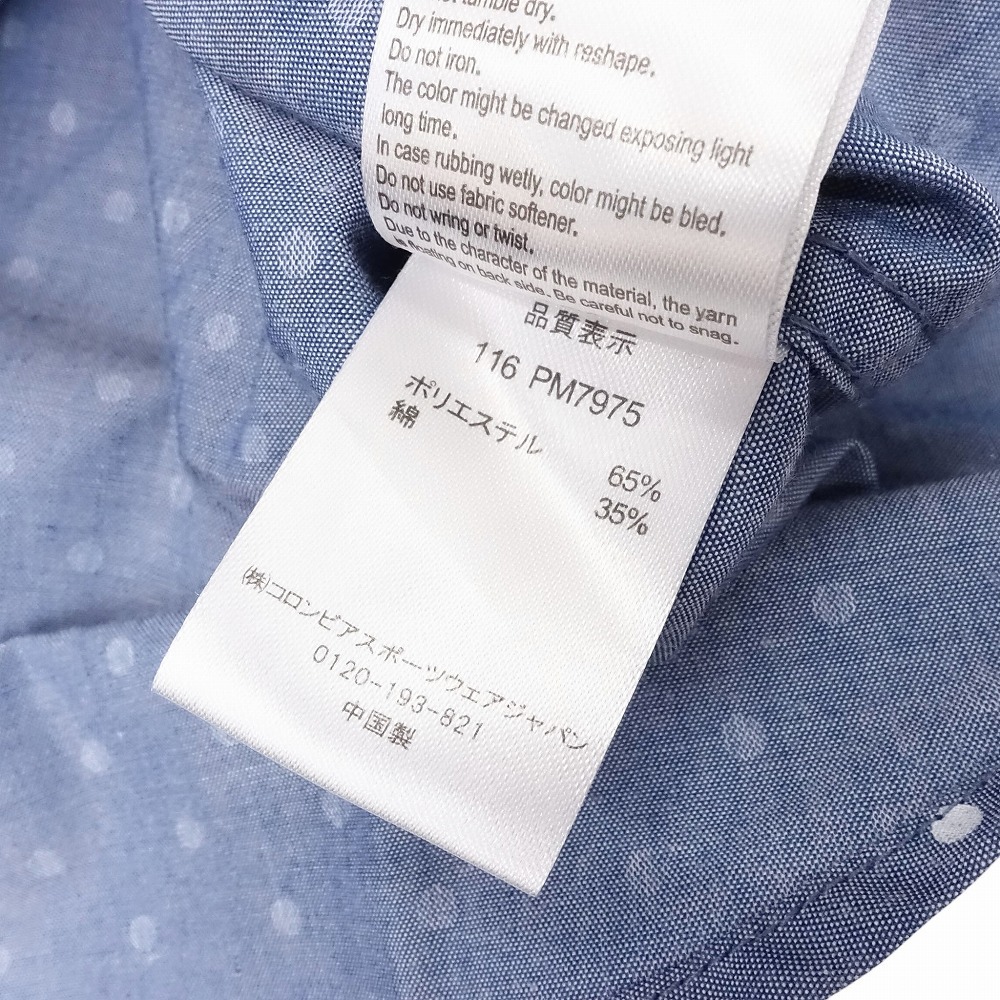 tumble dry.
Dry immediately with reshape.
Do not iron.
The color might be changed exposing light
long time.
In case rubbing wetly, color might be bled.
Do not use fabric softener.
Do not wring or twist.
Due to the character of the material, the yarn
is floating on back side. Be careful not to snag.
品質表示
116 PM7975
ポリエステル 65%
綿 35%
(株)コロンビアスポーツウェアジャパン
0120-193-821
中国製